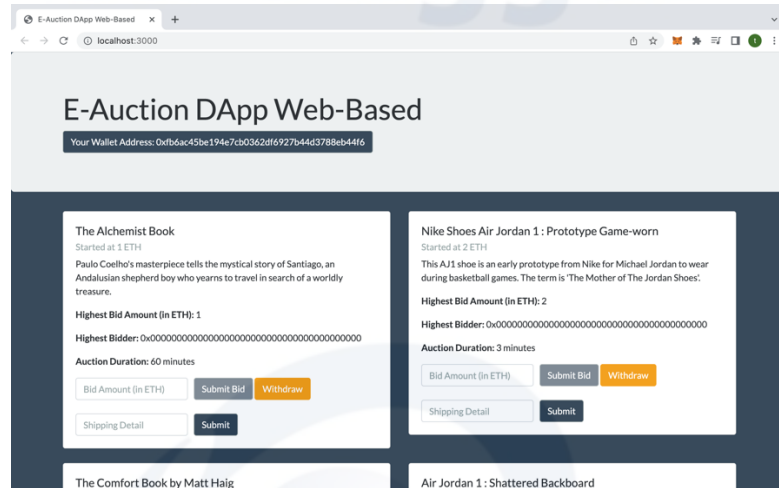 E-Auction DApp Web-Based
localhost:3000
E-Auction DApp Web-Based
Your Wallet Address: 0xfb6ac45be194e7cb0362df6927b44d3788eb44f6
The Alchemist Book
Started at 1 ETH
Paulo Coelho's masterpiece tells the mystical story of Santiago, an
Andalusian shepherd boy who yearns to travel in search of a worldly
treasure.
Highest Bid Amount (in ETH): 1
Highest Bidder: 0x0000000000000000000000000000000000000000
Auction Duration: 60 minutes
Bid Amount (in ETH) Submit Bid Withdraw
Shipping Detail Submit
Nike Shoes Air Jordan 1 : Prototype Game-worn
Started at 2 ETH
This AJ1 shoe is an early prototype from Nike for Michael Jordan to wear
during basketball games. The term is 'The Mother of The Jordan Shoes'.
Highest Bid Amount (in ETH): 2
Highest Bidder: 0x0000000000000000000000000000000000000000
Auction Duration: 3 minutes
Bid Amount (in ETH) Submit Bid Withdraw
Shipping Detail Submit
The Comfort Book by Matt Haig
Air Jordan 1 : Shattered Backboard